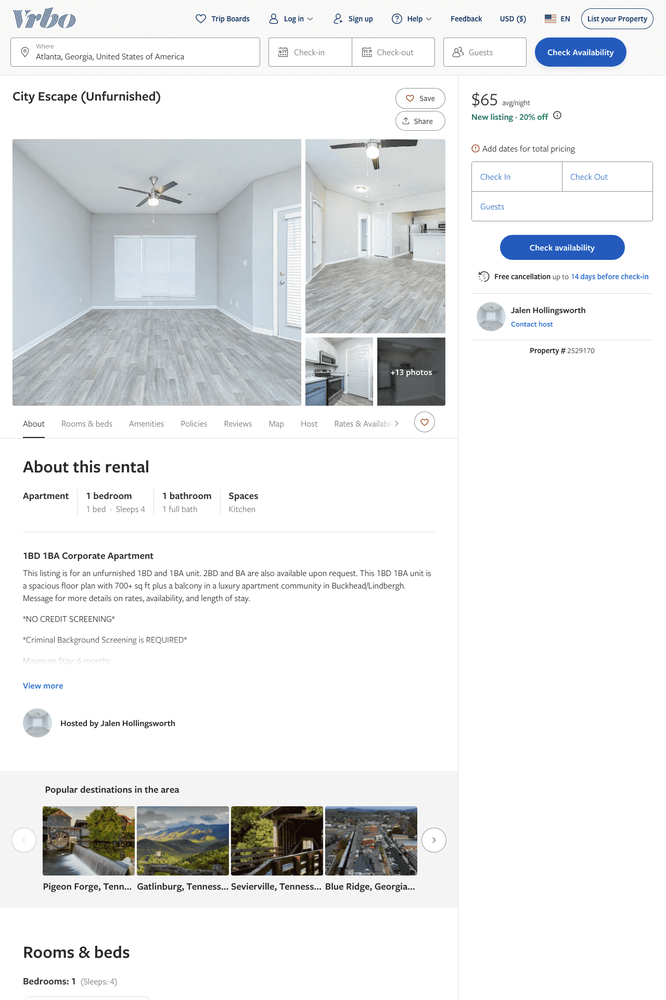 Vrbo
Trip Boards
Log in
Sign up
Help
Feedback
USD ($)
EN
List your Property
Where
Atlanta, Georgia, United States of America
Check-in
Check-out
Guests
Check Availability
City Escape (Unfurnished)
Save
Share
+13 photos
$65 avg/night
New listing · 20% off
Add dates for total pricing
Check In
Check Out
Guests
Check availability
Free cancellation up to 14 days before check-in
Jalen Hollingsworth
Contact host
Property # 2529170
About
Rooms & beds
Amenities
Policies
Reviews
Map
Host
Rates & Availabili
About this rental
Apartment
1 bedroom
1 bed · Sleeps 4
1 bathroom
1 full bath
Spaces
Kitchen
1BD 1BA Corporate Apartment
This listing is for an unfurnished 1BD and 1BA unit. 2BD and BA are also available upon request. This 1BD 1BA unit is
a spacious floor plan with 700+ sq ft plus a balcony in a luxury apartment community in Buckhead/Lindbergh.
Message for more details on rates, availability, and length of stay.
*NO CREDIT SCREENING*
*Criminal Background Screening is REQUIRED*
Minimum Stay: 6 months
View more
Hosted by Jalen Hollingsworth
Popular destinations in the area
Pigeon Forge, Tenn...
Gatlinburg, Tenness...
Sevierville, Tenness...
Blue Ridge, Georgia...
Rooms & beds
Bedrooms: 1 (Sleeps: 4)